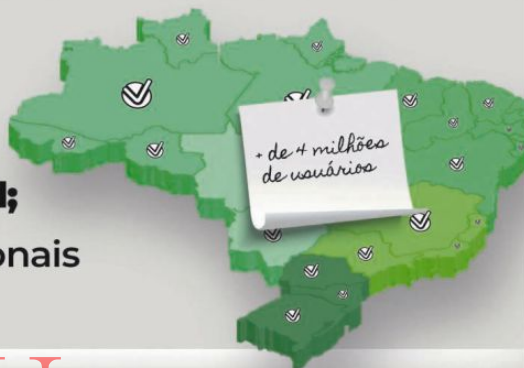 + de 4 milhões
de usuários
onais